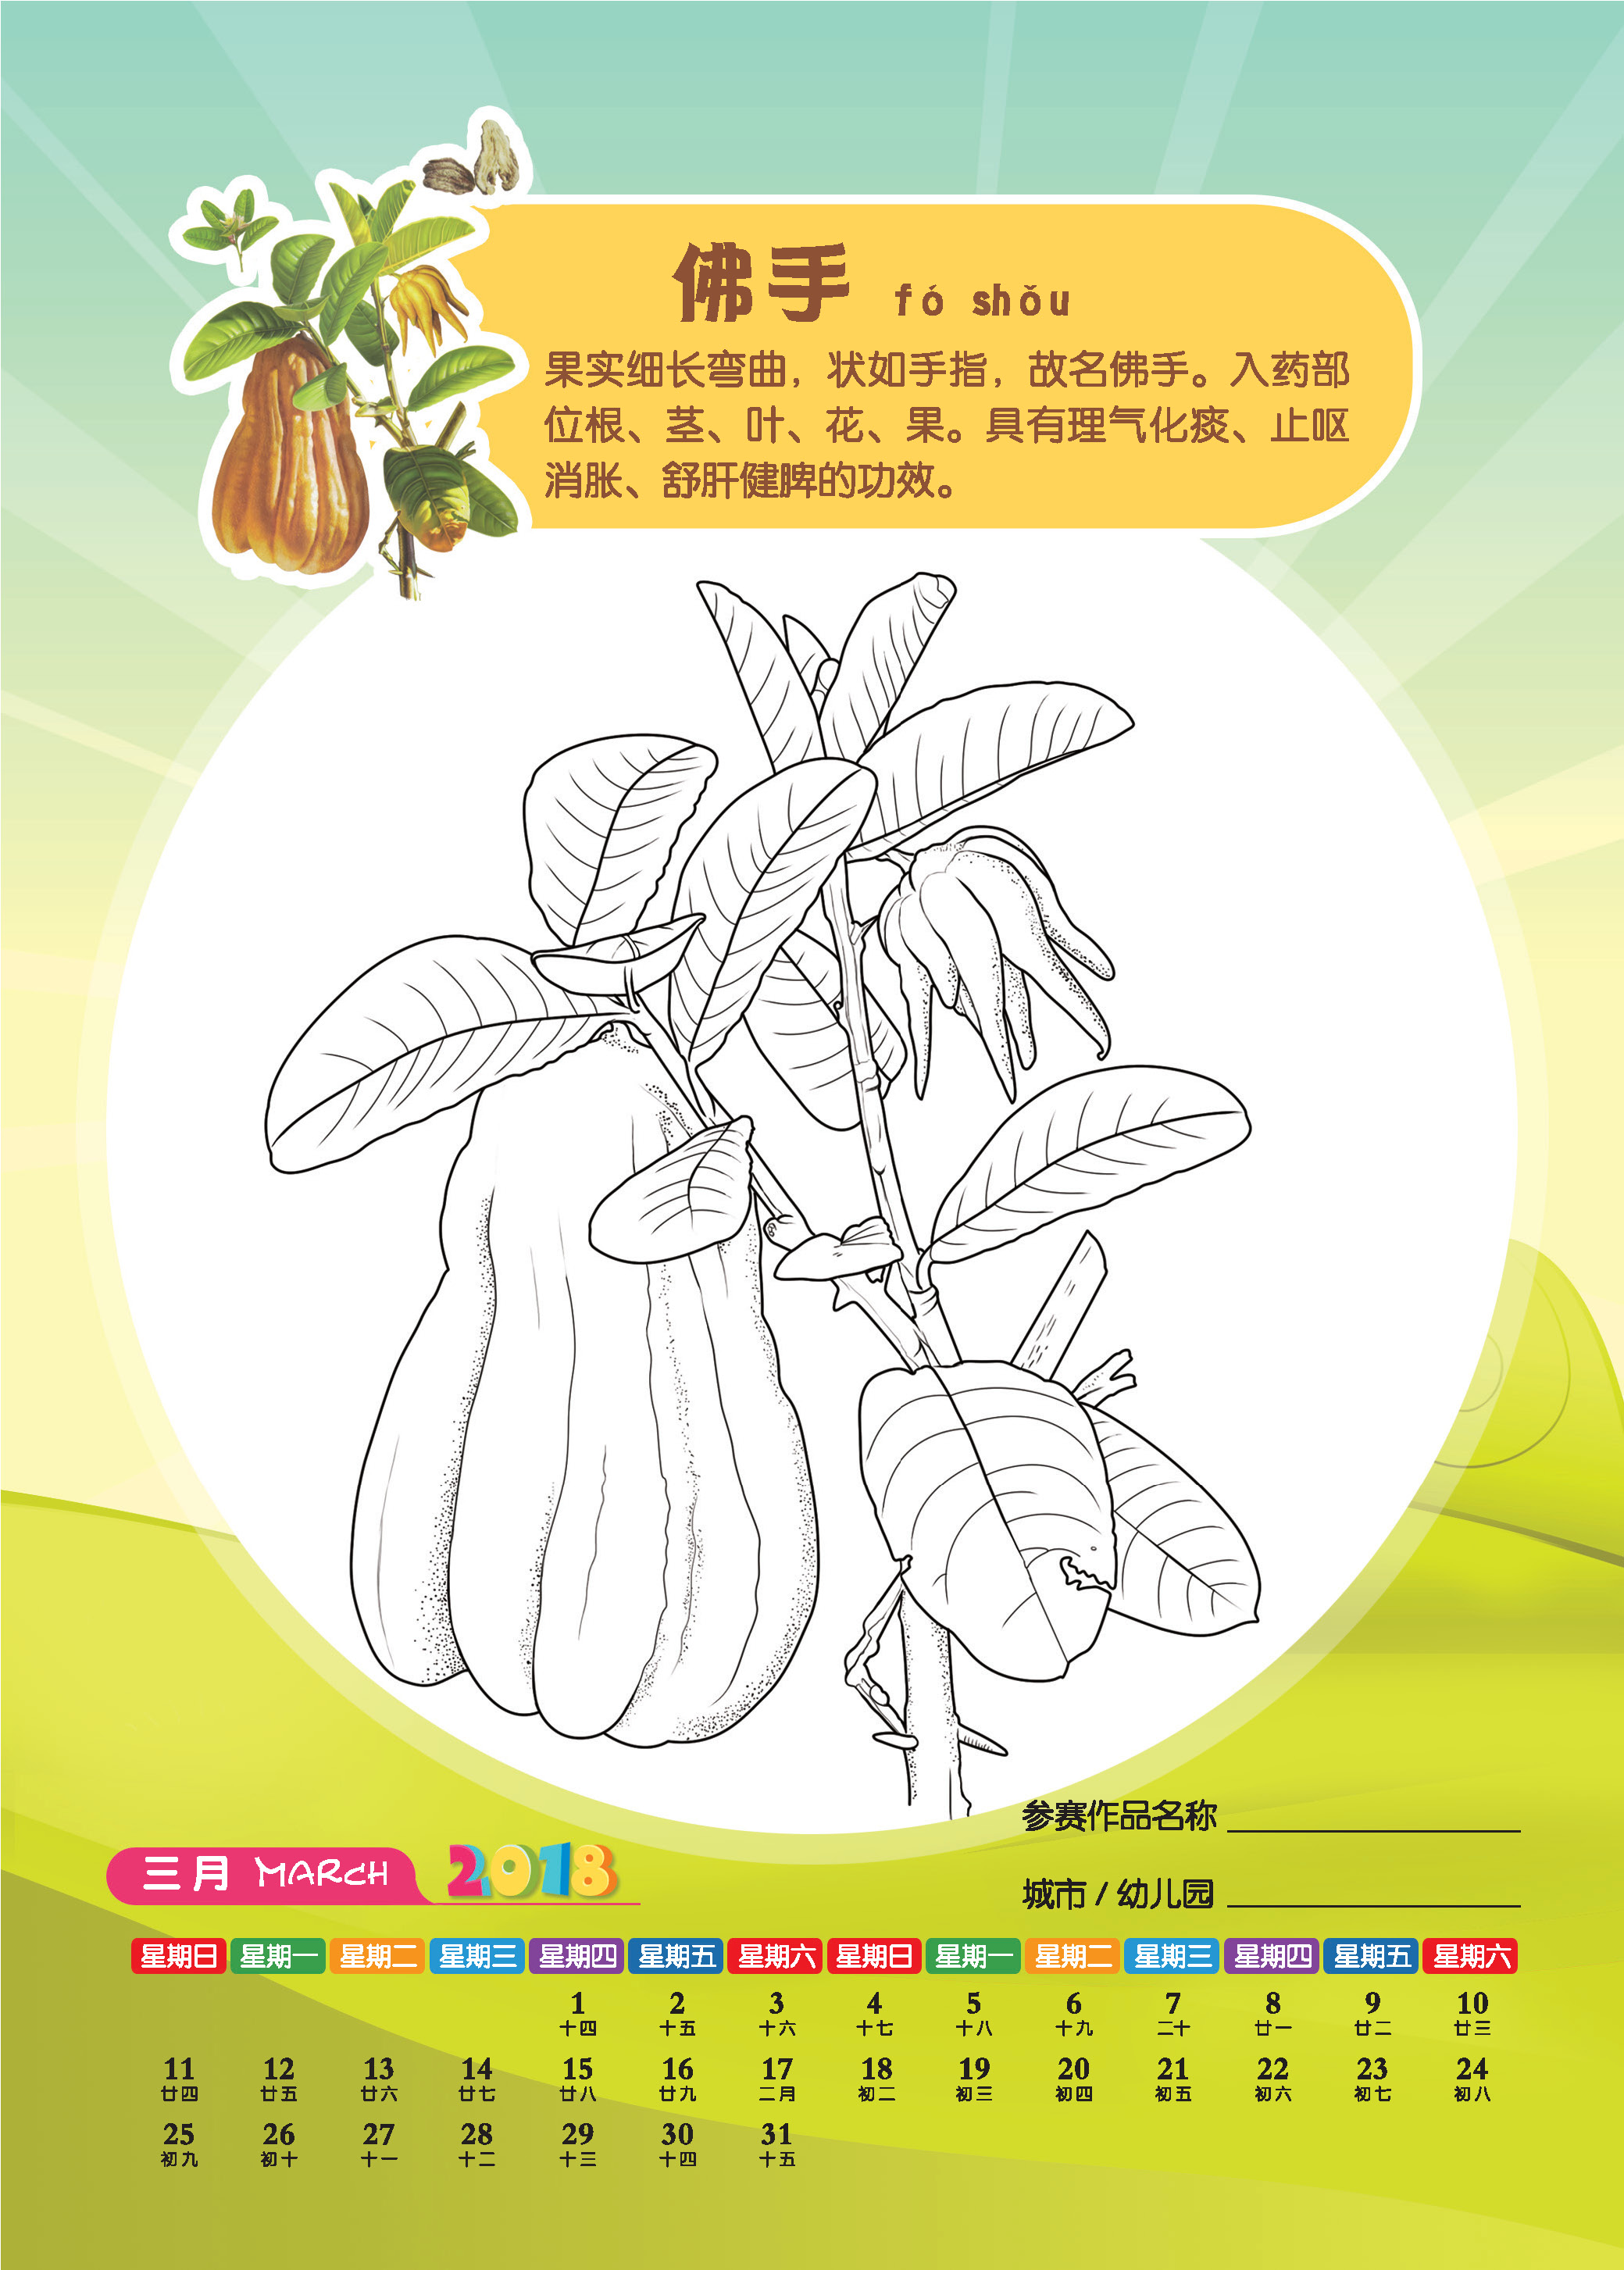 佛手 fó shǒu
果实细长弯曲，状如手指，故名佛手。入药部
位根、茎、叶、花、果。具有理气化痰、止呕
消胀、舒肝健脾的功效。
参赛作品名称
城市 / 幼儿园
三月 MARCH 2018
星期日 星期一 星期二 星期三 星期四 星期五 星期六 星期日 星期一 星期二 星期三 星期四 星期五 星期六
1 2 3 4 5 6 7 8 9 10
十四 十五 十六 十七 十八 十九 二十 廿一 廿二 廿三
11 12 13 14 15 16 17 18 19 20 21 22 23 24
廿四 廿五 廿六 廿七 廿八 廿九 二月 初二 初三 初四 初五 初六 初七 初八
25 26 27 28 29 30 31
初九 初十 十一 十二 十三 十四 十五